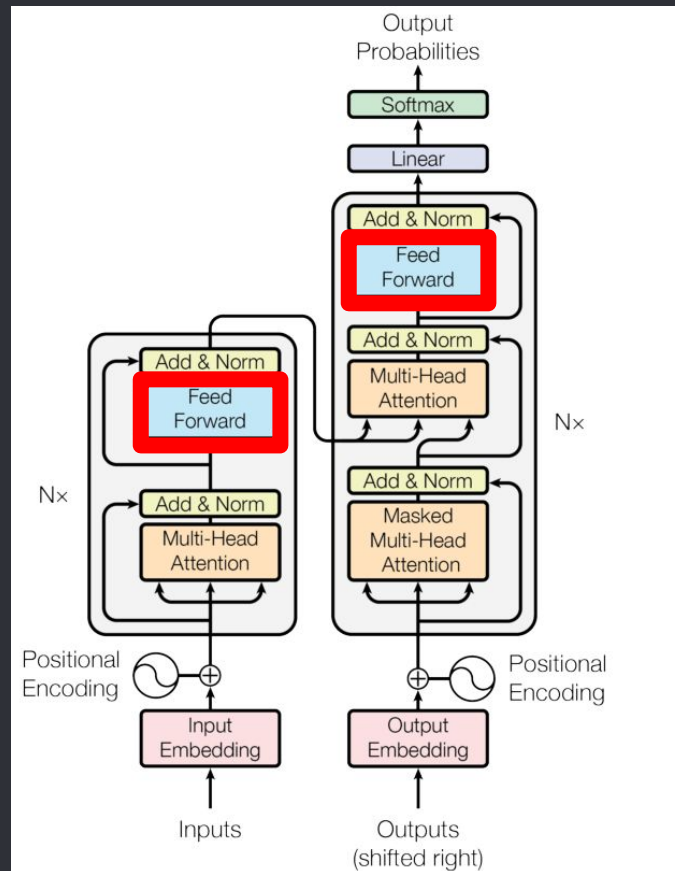 Output
Probabilities
Softmax
Linear
Add & Norm
Feed
Forward
Add & Norm
Multi-Head
Attention
Add & Norm
Feed
Forward
Nx
Nx
Add & Norm
Masked
Multi-Head
Attention
Add & Norm
Multi-Head
Attention
Positional
Encoding
Positional
Encoding
Input
Embedding
Output
Embedding
Inputs
Outputs
(shifted right)